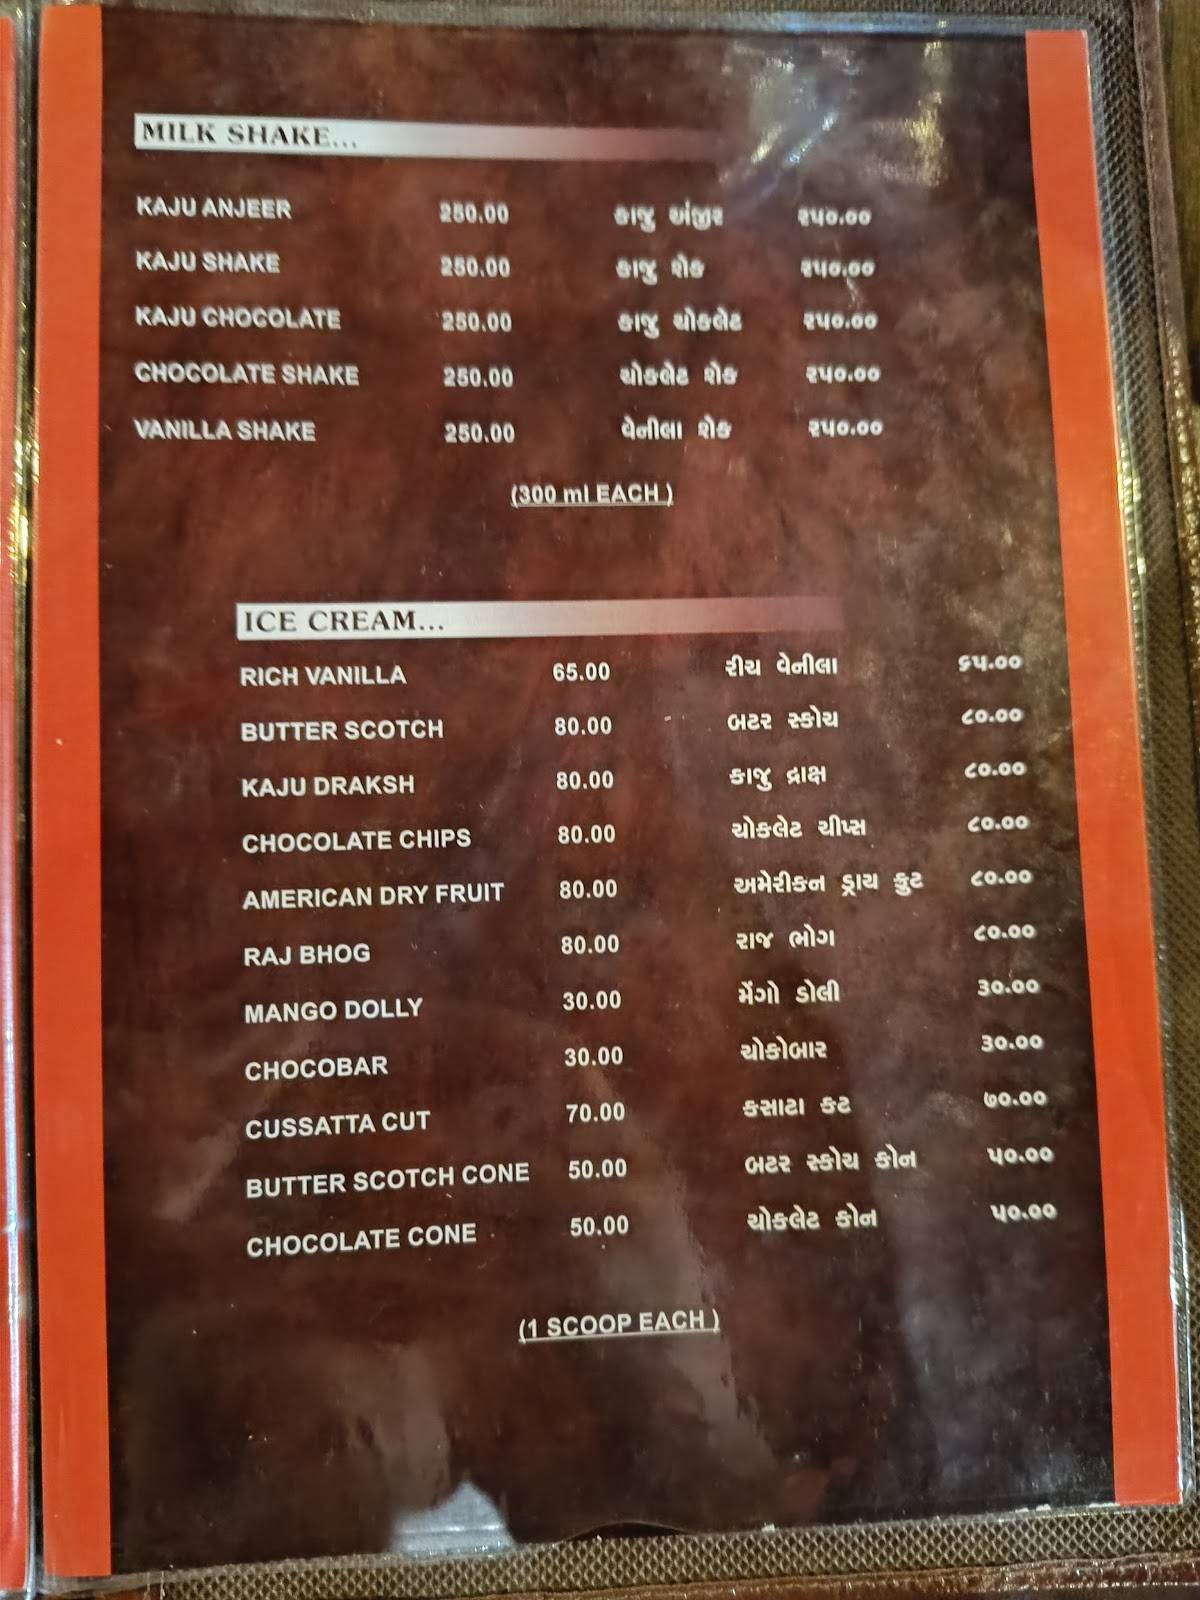 MILK SHAKE...
KAJU ANJEER 250.00 કાજુ અંજીર ૨૫૦.૦૦
KAJU SHAKE 250.00 કાજુ શેક ૨૫૦.૦૦
KAJU CHOCOLATE 250.00 કાજુ ચોકલેટ ૨૫૦.૦૦
CHOCOLATE SHAKE 250.00 ચોકલેટ શેક ૨૫૦.૦૦
VANILLA SHAKE 250.00 વેનીલા શેક ૨૫૦.૦૦
(300 ml EACH )
ICE CREAM...
RICH VANILLA 65.00 રીચ વેનીલા ૬૫.૦૦
BUTTER SCOTCH 80.00 બટર સ્કોચ ૮૦.૦૦
KAJU DRAKSH 80.00 કાજુ દ્રાક્ષ ૮૦.૦૦
CHOCOLATE CHIPS 80.00 ચોકલેટ ચીપ્સ ૮૦.૦૦
AMERICAN DRY FRUIT 80.00 અમેરીકન ડ્રાય ફ્રુટ ૮૦.૦૦
RAJ BHOG 80.00 રાજ ભોગ ૮૦.૦૦
MANGO DOLLY 30.00 મેંગો ડોલી ૩૦.૦૦
CHOCOBAR 30.00 ચોકોબાર ૩૦.૦૦
CUSSATTA CUT 70.00 કસાટા કટ ૭૦.૦૦
BUTTER SCOTCH CONE 50.00 બટર સ્કોચ કોન ૫૦.૦૦
CHOCOLATE CONE 50.00 ચોકલેટ કોન ૫૦.૦૦
(1 SCOOP EACH )